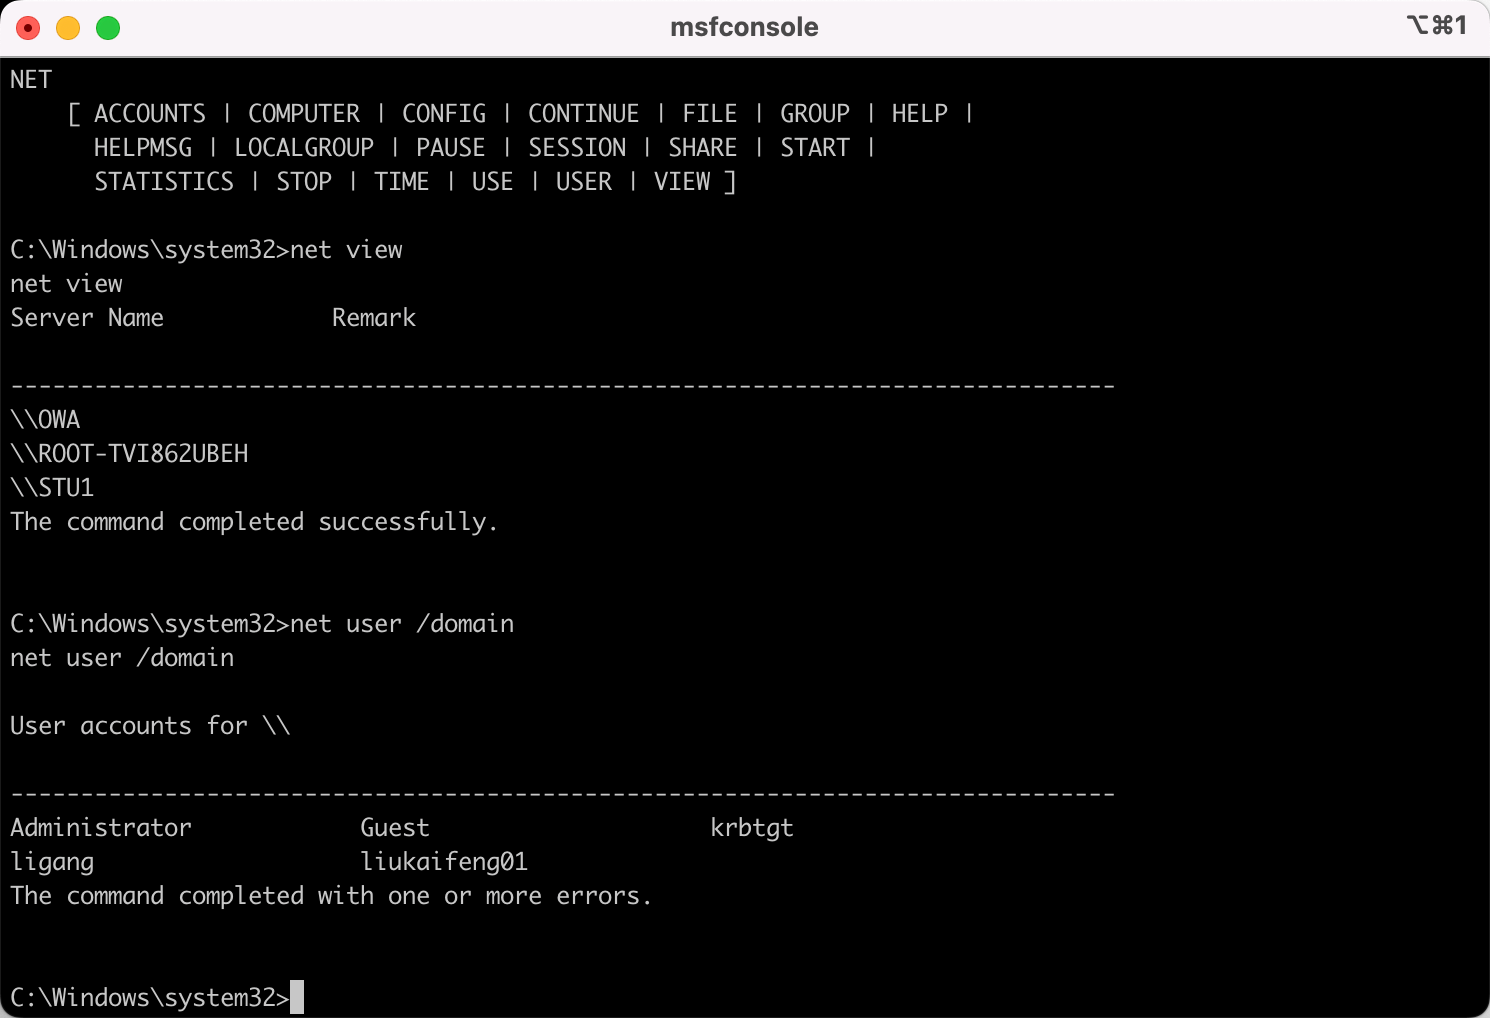 msfconsole
⌥⌘1
NET
    [ ACCOUNTS | COMPUTER | CONFIG | CONTINUE | FILE | GROUP | HELP |
      HELPMSG | LOCALGROUP | PAUSE | SESSION | SHARE | START |
      STATISTICS | STOP | TIME | USE | USER | VIEW ]
C:\Windows\system32>net view
net view
Server Name            Remark
-------------------------------------------------------------------------------
\\OWA
\\ROOT-TVI862UBEH
\\STU1
The command completed successfully.
C:\Windows\system32>net user /domain
net user /domain
User accounts for \\
-------------------------------------------------------------------------------
Administrator            Guest                    krbtgt
ligang                   liukaifeng01
The command completed with one or more errors.
C:\Windows\system32>